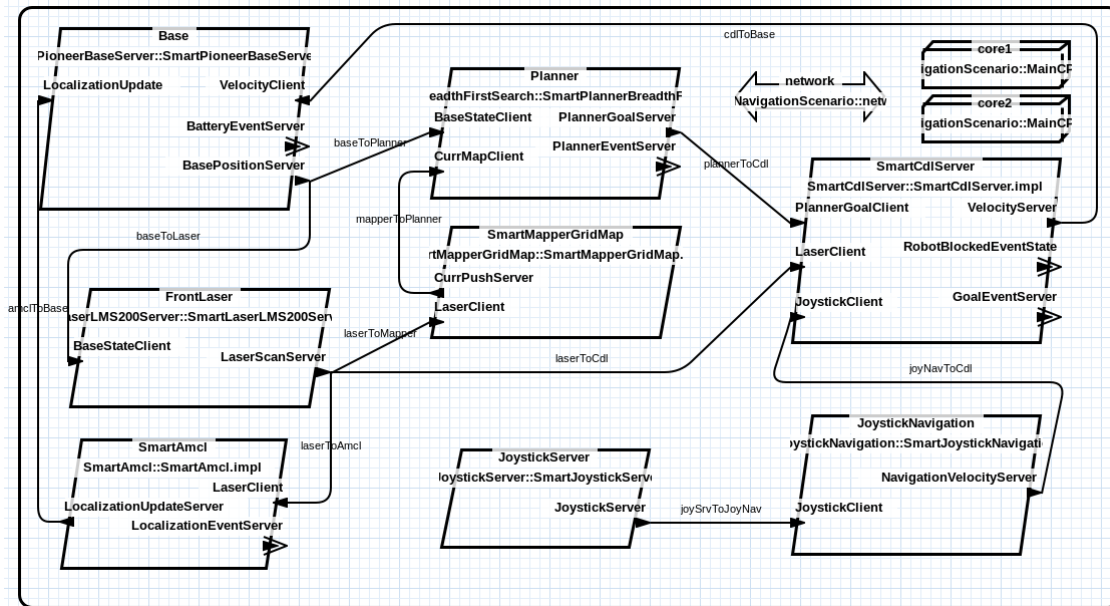 Base
PioneerBaseServer::SmartPioneerBaseServe
LocalizationUpdate
VelocityClient
BatteryEventServer
BasePositionServer
cdlToBase
Planner
eadthFirstSearch::SmartPlannerBreadthF
BaseStateClient
PlannerGoalServer
PlannerEventServer
CurrMapClient
network
NavigationScenario::netw
core1
igationScenario::MainCP
core2
igationScenario::MainCP
baseToPlanner
plannerToCdl
SmartCdlServer
SmartCdlServer::SmartCdlServer.impl
PlannerGoalClient
VelocityServer
RobotBlockedEventState
LaserClient
GoalEventServer
JoystickClient
mapperToPlanner
baseToLaser
SmartMapperGridMap
rtMapperGridMap::SmartMapperGridMap.
CurrPushServer
LaserClient
amclToBase
FrontLaser
aserLMS200Server::SmartLaserLMS200Serv
BaseStateClient
LaserScanServer
laserToMapper
laserToCdl
joyNavToCdl
SmartAmcl
SmartAmcl::SmartAmcl.impl
LaserClient
LocalizationUpdateServer
LocalizationEventServer
laserToAmcl
JoystickServer
JoystickServer::SmartJoystickServe
JoystickServer
joySrvToJoyNav
JoystickNavigation
oystickNavigation::SmartJoystickNavigati
NavigationVelocityServer
JoystickClient